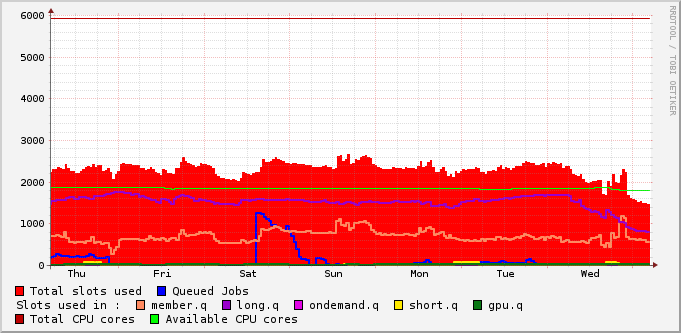 RRDTOOL / TOBI OETIKER
6000
5000
4000
3000
2000
1000
0
Thu Fri Sat Sun Mon Tue Wed
Total slots used Queued Jobs
Slots used in : member.q long.q ondemand.q short.q gpu.q
Total CPU cores Available CPU cores